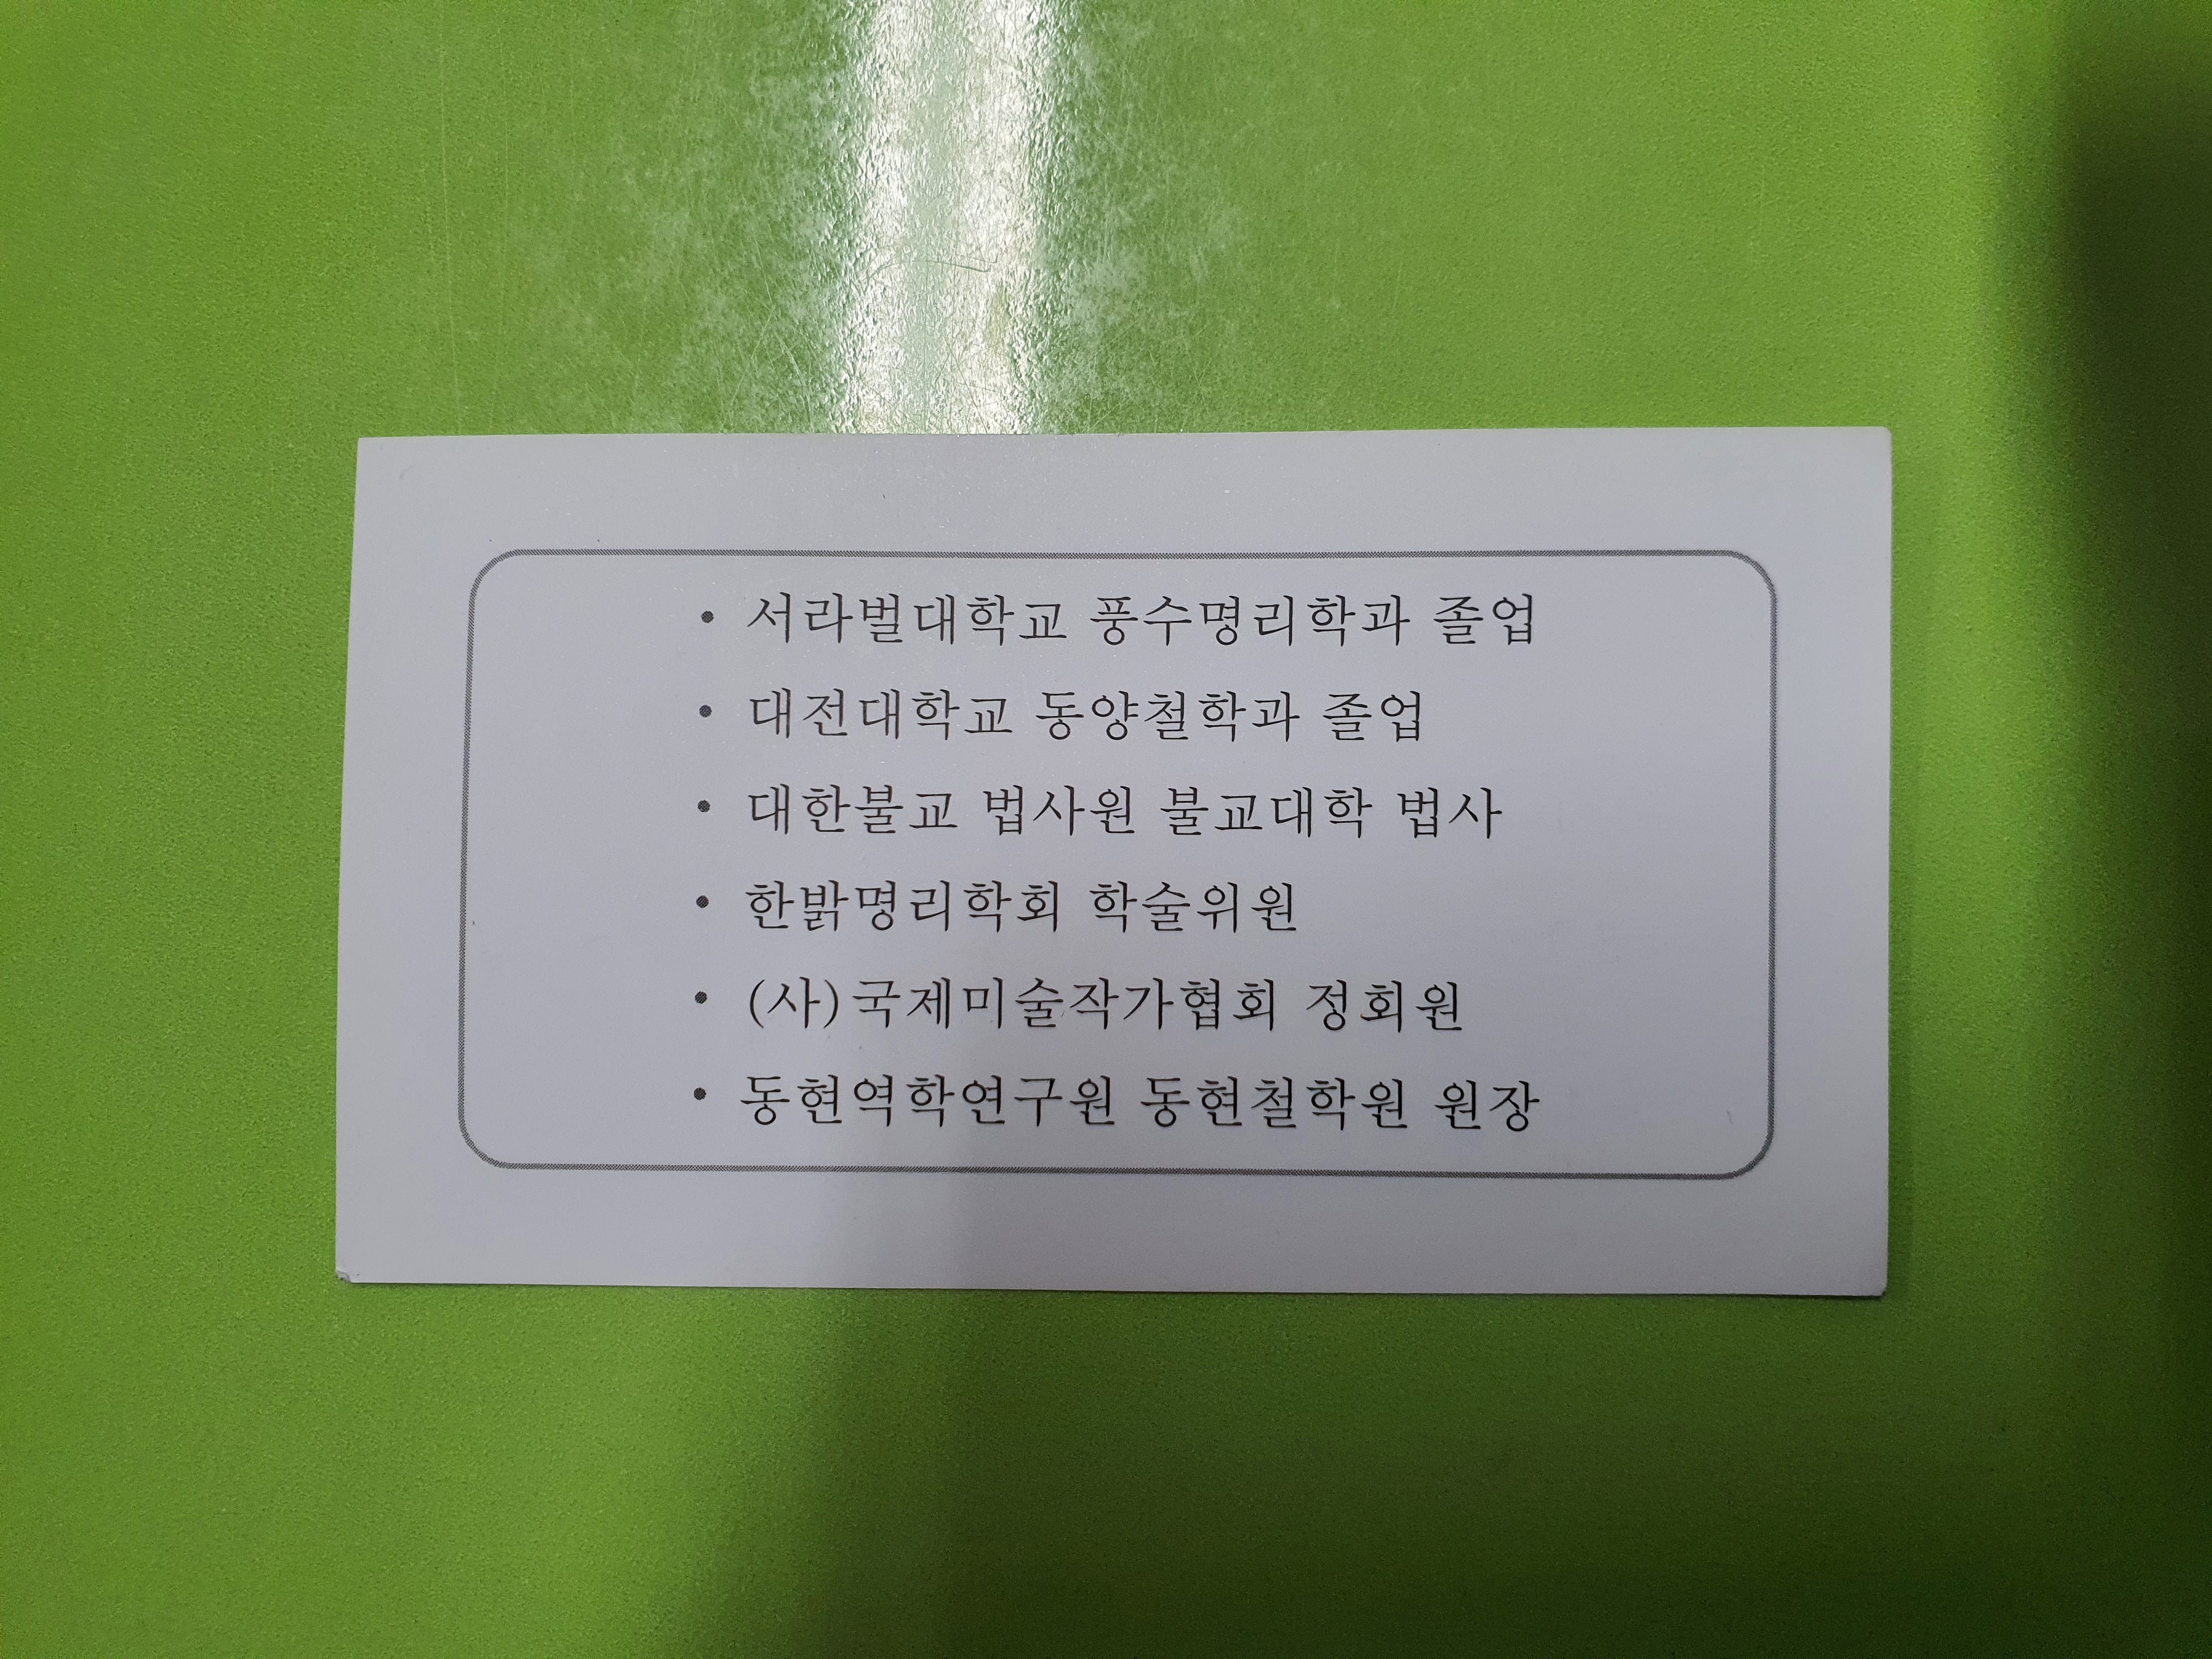 • 서라벌대학교 풍수명리학과 졸업
• 대전대학교 동양철학과 졸업
• 대한불교 법사원 불교대학 법사
• 한밝명리학회 학술위원
• (사)국제미술작가협회 정회원
• 동현역학연구원 동현철학원 원장